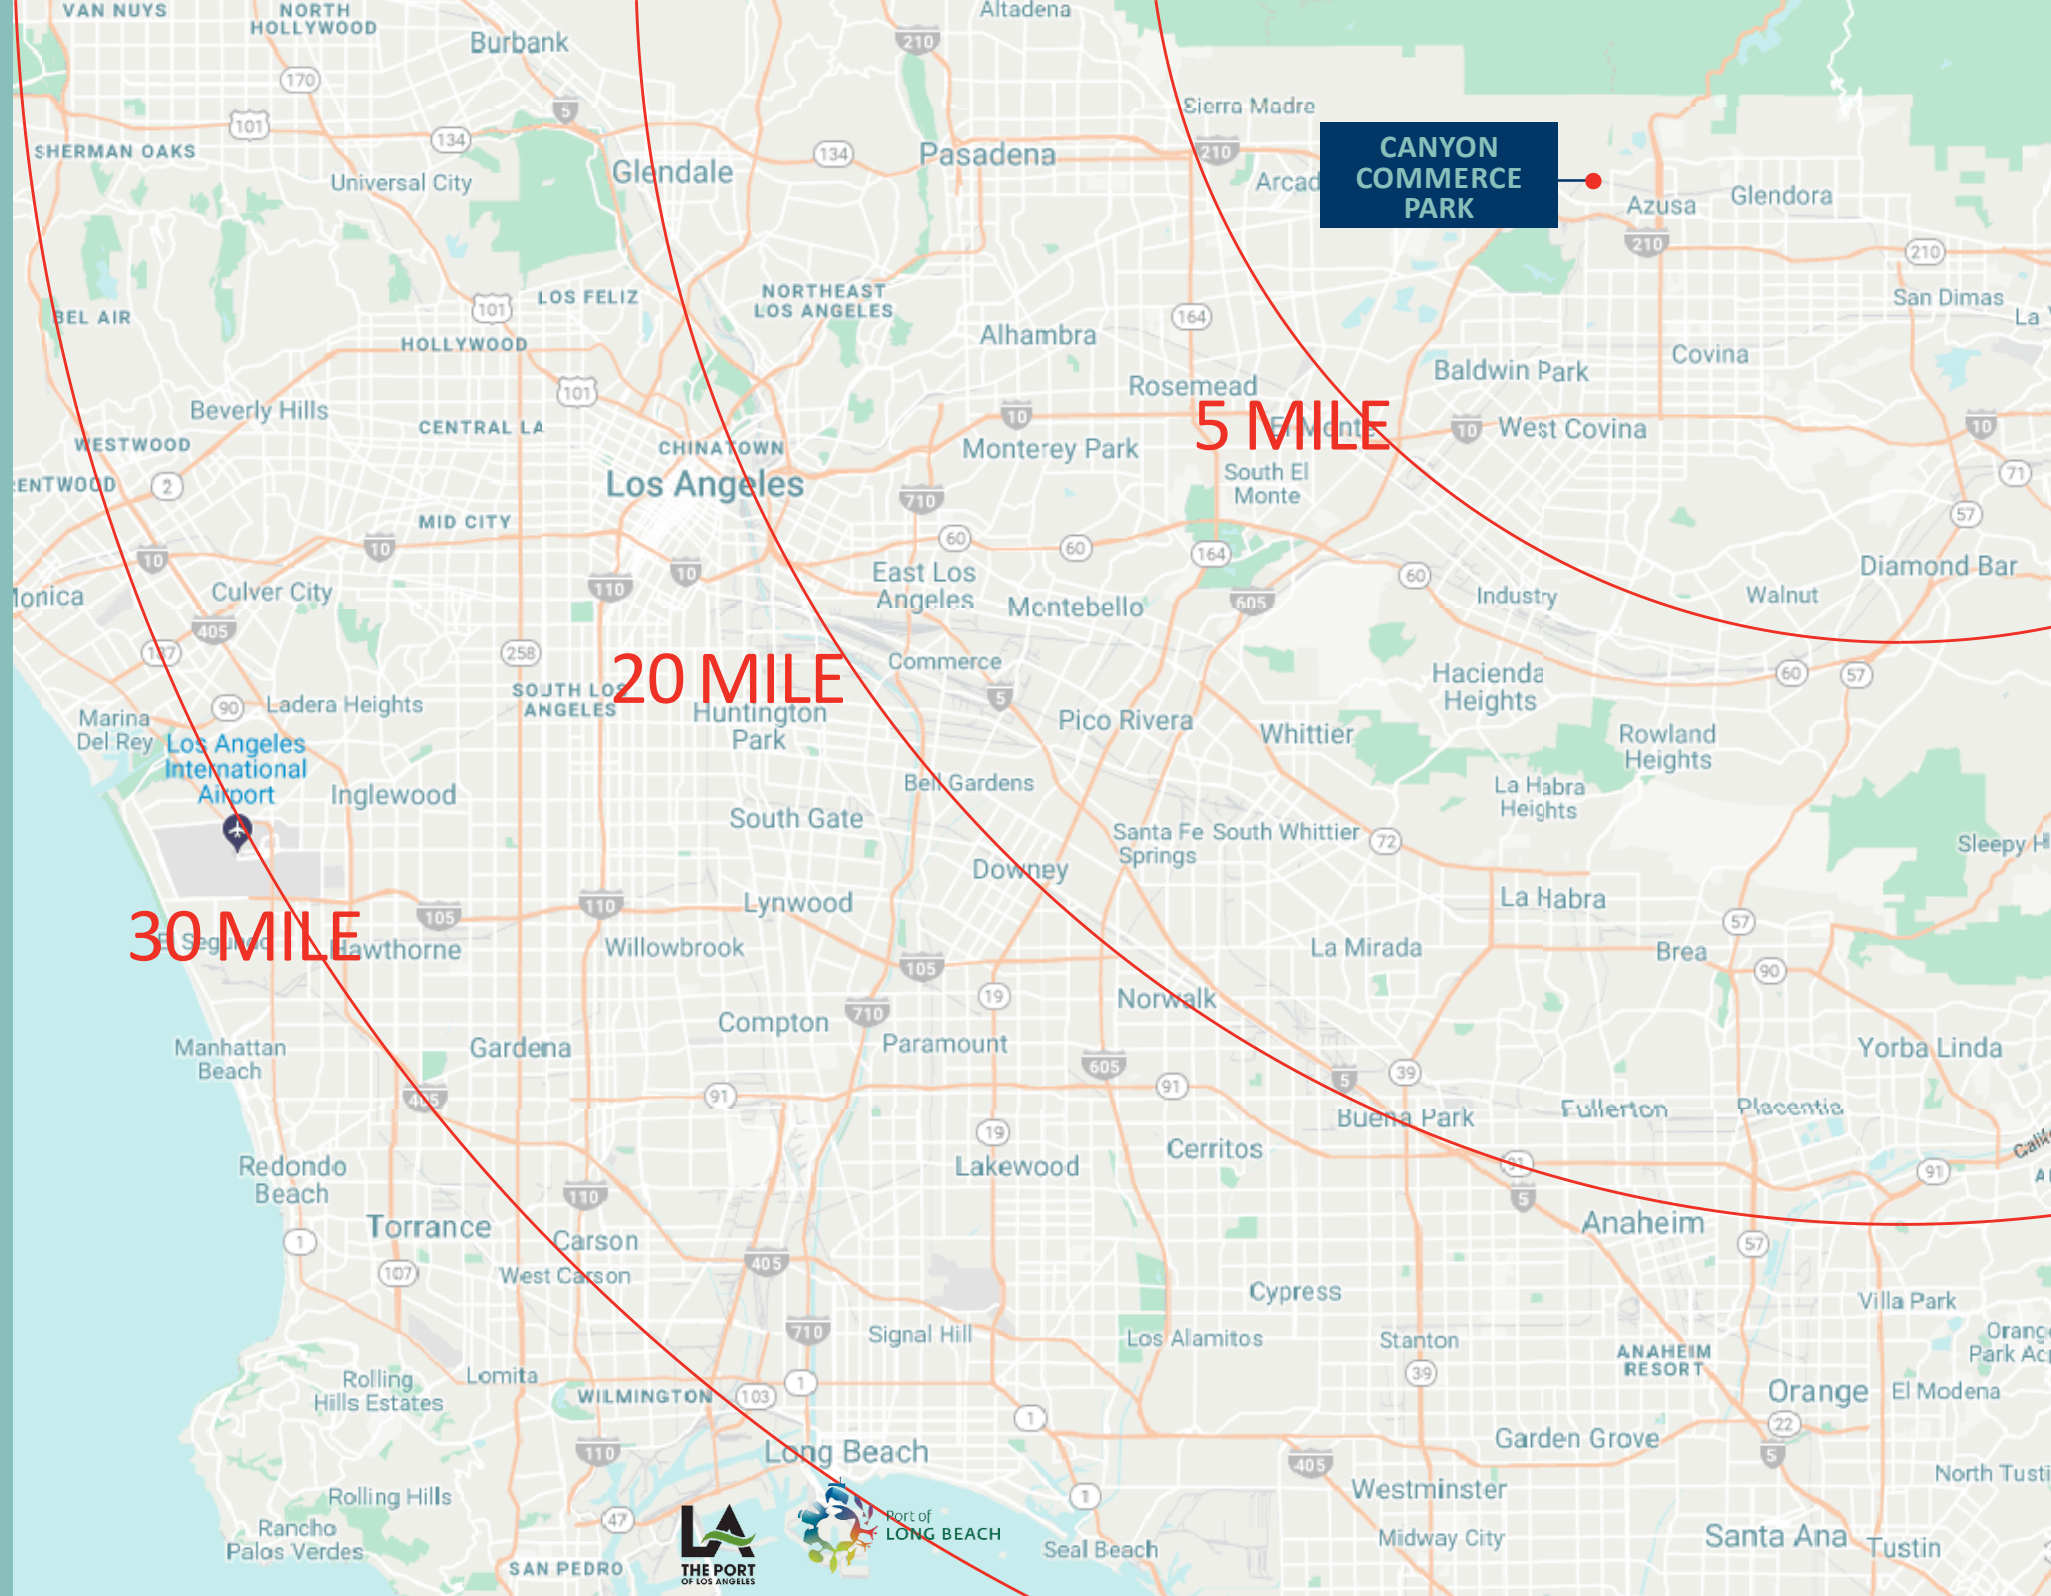 VAN NUYS
NORTH
HOLLYWOOD
Burbank
Altadena
210
170
5
Sierra Madre
101
134
SHERMAN OAKS
Universal City
Glendale
134
Pasadena
210
CANYON
COMMERCE
PARK
Azusa
Glendora
210
210
LOS FELIZ
NORTHEAST
LOS ANGELES
101
BEL AIR
164
San Dimas
HOLLYWOOD
Alhambra
Covina
Baldwin Park
Rosemead
101
Beverly Hills
CENTRAL LA
10
5 MILE
El Monte
10
West Covina
10
WESTWOOD
CHINATOWN
Monterey Park
Los Angeles
2
710
South El
Monte
71
MID CITY
57
10
10
60
60
164
10
110
East Los
Angeles
60
Diamond Bar
Culver City
Montebello
605
Industry
Walnut
405
187
258
Commerce
20 MILE
SOUTH LOS
ANGELES
5
Hacienda
Heights
60
57
90
Ladera Heights
Marina
Del Rey
Huntington
Park
Pico Rivera
Whittier
Rowland
Heights
Los Angeles
International
Airport
Inglewood
Bell Gardens
La Habra
Heights
South Gate
Santa Fe
Springs
South Whittier
72
Downey
Lynwood
La Habra
105
110
57
30 MILE
El Segundo
Hawthorne
Willowbrook
105
La Mirada
Brea
90
19
Norwalk
710
Compton
Manhattan
Beach
Gardena
Paramount
605
39
5
Yorba Linda
405
91
91
Buena Park
Fullerton
Placentia
19
Cerritos
Redondo
Beach
Lakewood
91
91
110
5
Torrance
Carson
Anaheim
1
57
107
West Carson
405
Cypress
Villa Park
710
Signal Hill
Los Alamitos
Stanton
ANAHEIM
RESORT
39
Rolling
Hills Estates
Lomita
WILMINGTON
103
1
1
Orange
El Modena
22
110
Long Beach
405
Garden Grove
5
Rolling Hills
1
Westminster
47
LA
THE PORT
OF LOS ANGELES
Port of
LONG BEACH
Rancho
Palos Verdes
SAN PEDRO
Seal Beach
Midway City
Santa Ana
Tustin